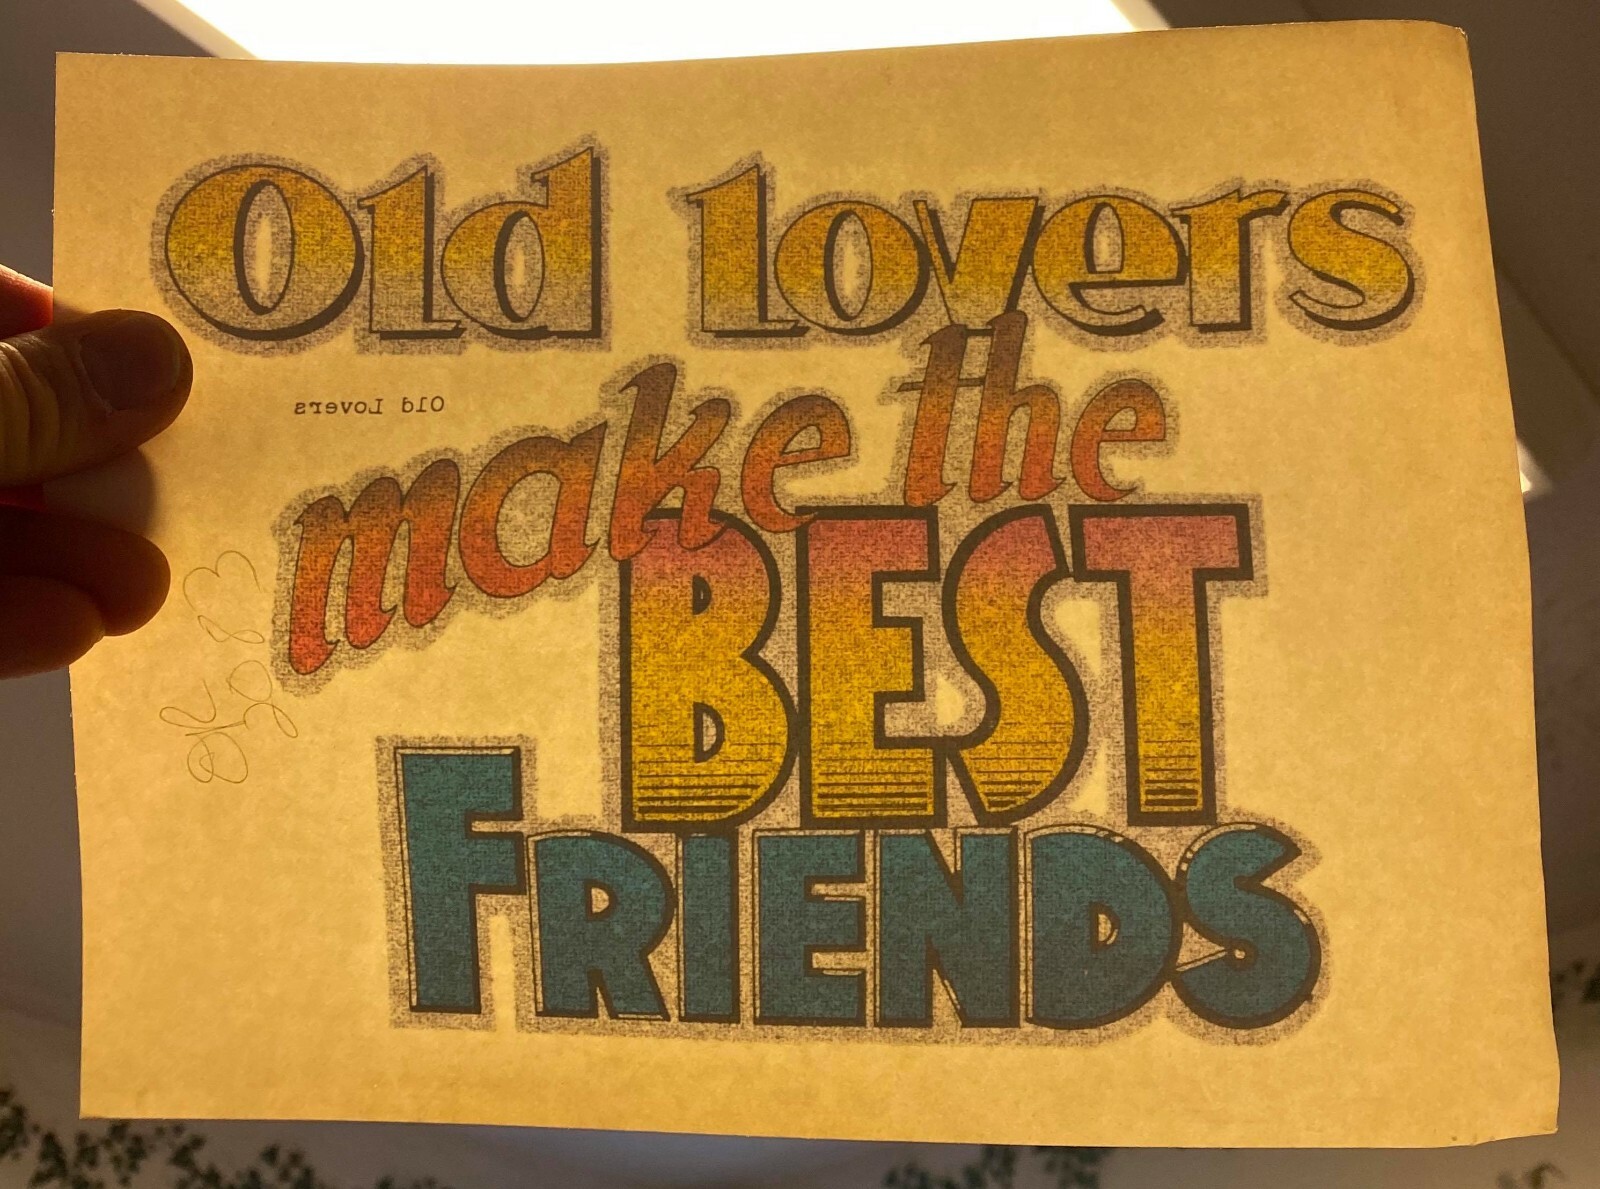 Old lovers
Old Lovers
make the
BEST
FRIENDS